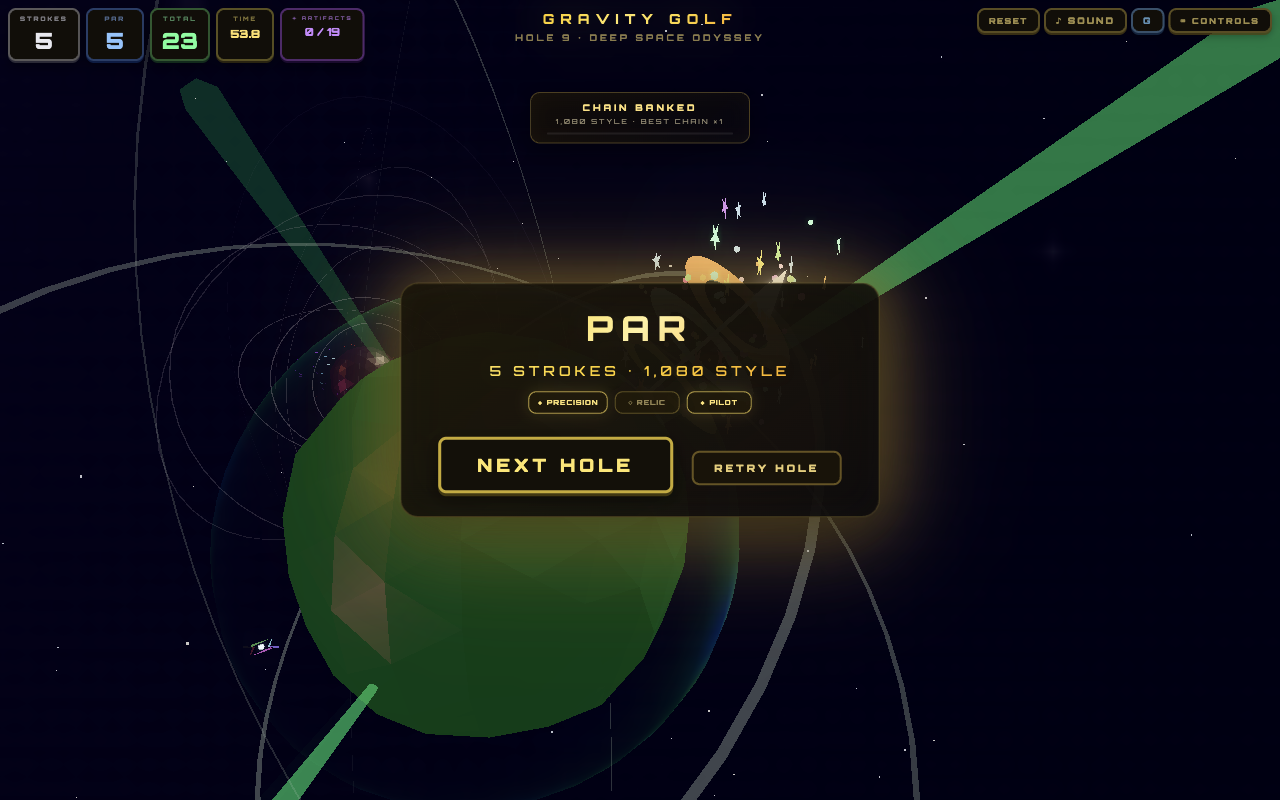 STROKES
5
PAR
5
TOTAL
23
TIME
53.8
✦ ARTIFACTS
0 / 19
GRAVITY GOLF
HOLE 9 · DEEP SPACE ODYSSEY
RESET
♪ SOUND
G
≡ CONTROLS
CHAIN BANKED
1,080 STYLE · BEST CHAIN ×1
PAR
5 STROKES · 1,080 STYLE
◆ PRECISION
◇ RELIC
◆ PILOT
NEXT HOLE
RETRY HOLE